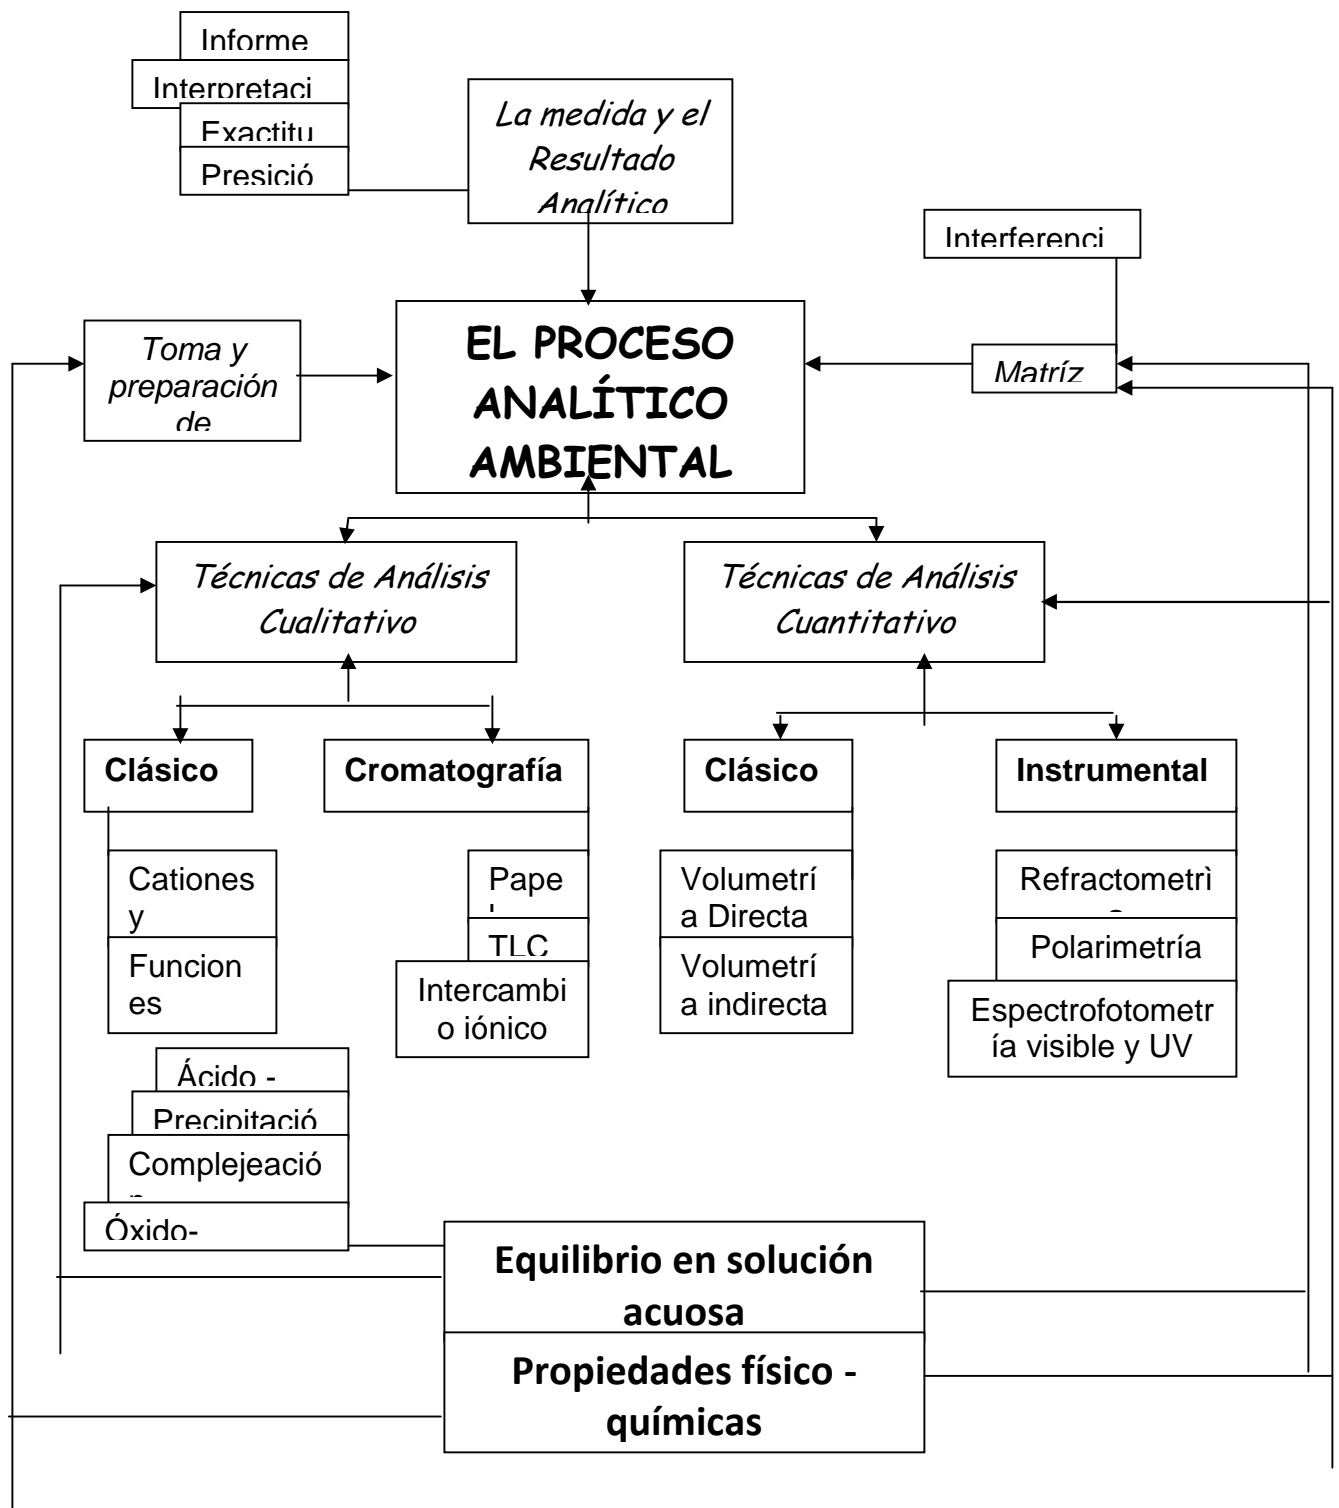 Informe
Interpretaci
Exactitu
Presició
La medida y el
Resultado
Analítico
Interferenci
Toma y
preparación
de
EL PROCESO
ANALÍTICO
AMBIENTAL
Matríz
Técnicas de Análisis
Cualitativo
Técnicas de Análisis
Cuantitativo
Clásico
Cromatografía
Clásico
Instrumental
Cationes
y
Funcion
es
Pape
TLC
Intercambi
o iónico
Volumetrí
a Directa
Volumetrí
a indirecta
Refractometrì
Polarimetría
Espectrofotometr
ía visible y UV
Ácido -
Precipitació
Complejeació
Óxido-
Equilibrio en solución
acuosa
Propiedades físico -
químicas